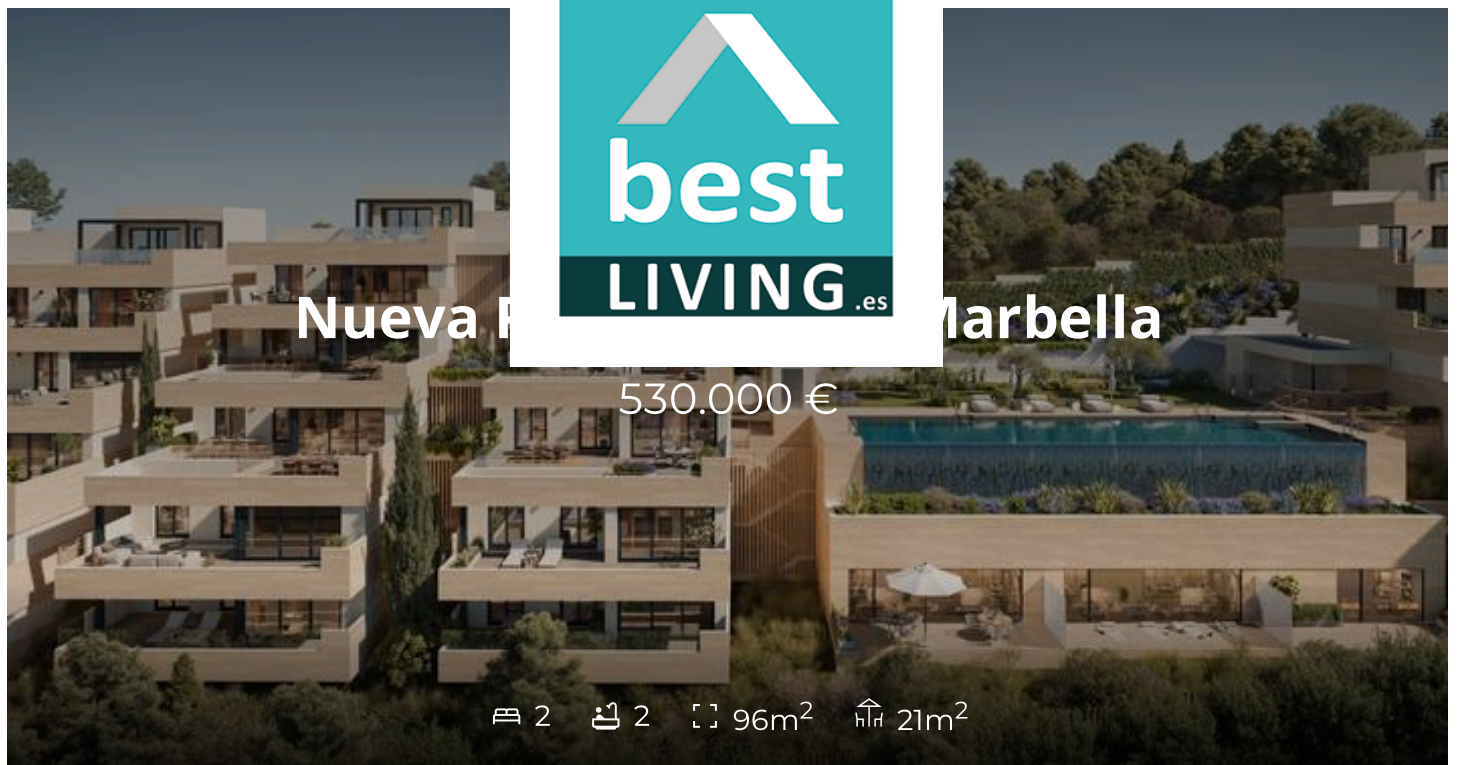 best
LIVING.es
Nueva Marbella
530.000 €
2 2 96m² 21m²